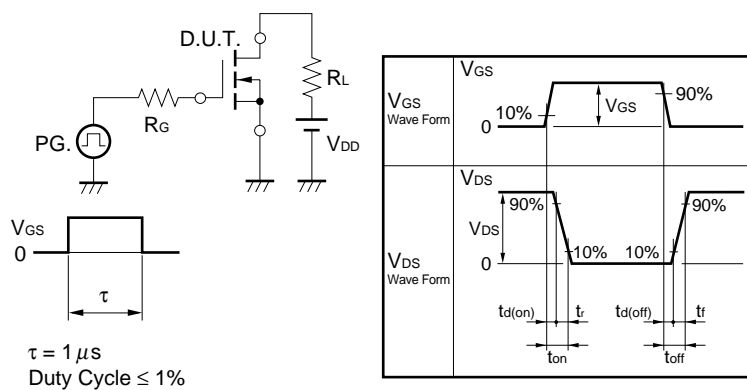 D.U.T.
RL
RG
PG.
VDD
VGS
0
τ
τ = 1 μs
Duty Cycle ≤ 1%
VGS
Wave Form
VGS
10%
VGS
90%
0
VDS
Wave Form
VDS
90%
VDS
90%
10%
10%
0
td(on)
tr
td(off)
tf
ton
toff